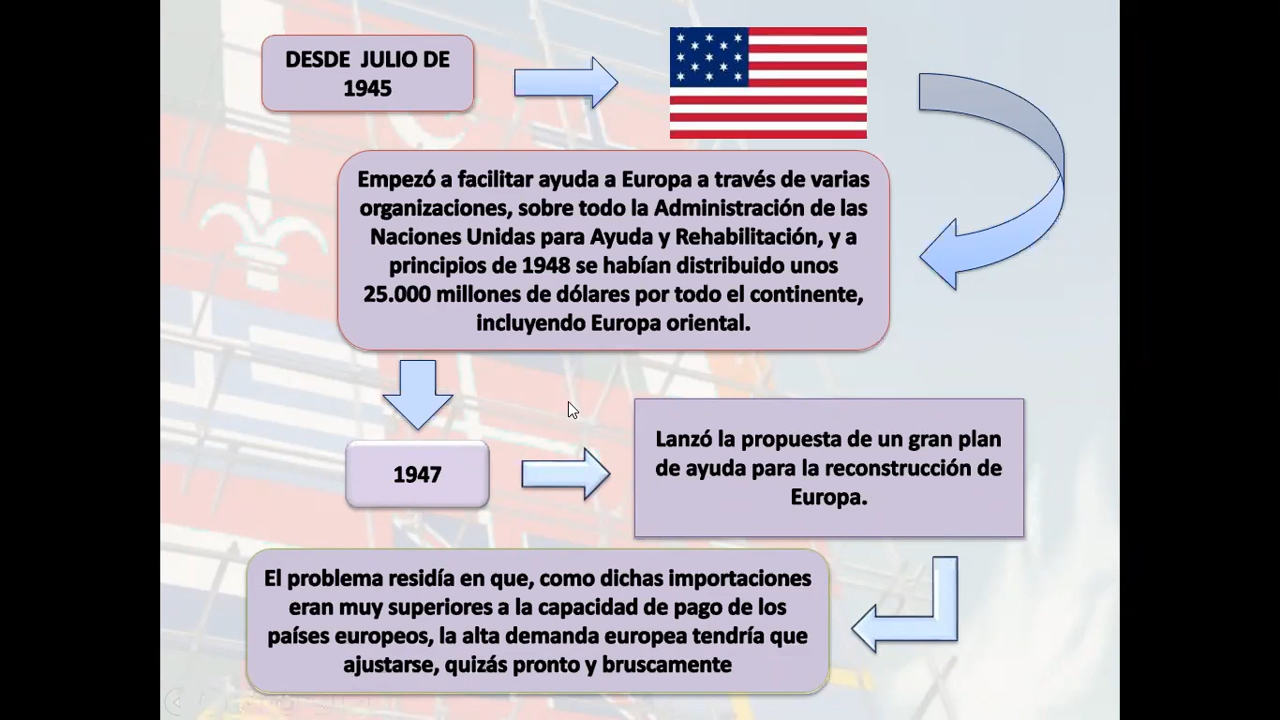 DESDE  JULIO DE
1945
Empezó a facilitar ayuda a Europa a través de varias
organizaciones, sobre todo la Administración de las
Naciones Unidas para Ayuda y Rehabilitación, y a
principios de 1948 se habían distribuido unos
25.000 millones de dólares por todo el continente,
incluyendo Europa oriental.
1947
Lanzó la propuesta de un gran plan
de ayuda para la reconstrucción de
Europa.
El problema residía en que, como dichas importaciones
eran muy superiores a la capacidad de pago de los
países europeos, la alta demanda europea tendría que
ajustarse, quizás pronto y bruscamente